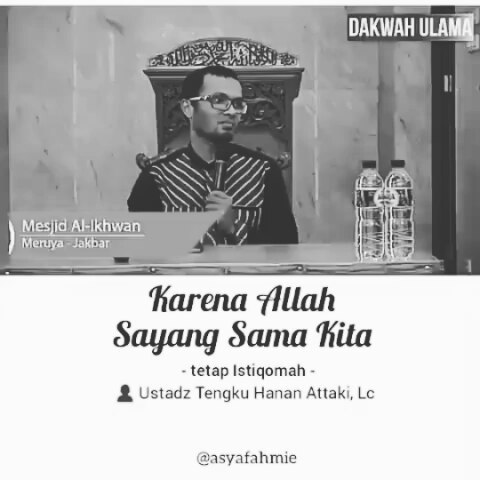 DAKWAH ULAMA
Mesjid Al-Ikhwan
Meruya - Jakbar
Karena Allah
Sayang Sama Kita
- tetap Istiqomah -
Ustadz Tengku Hanan Attaki, Lc
@asyafahmie